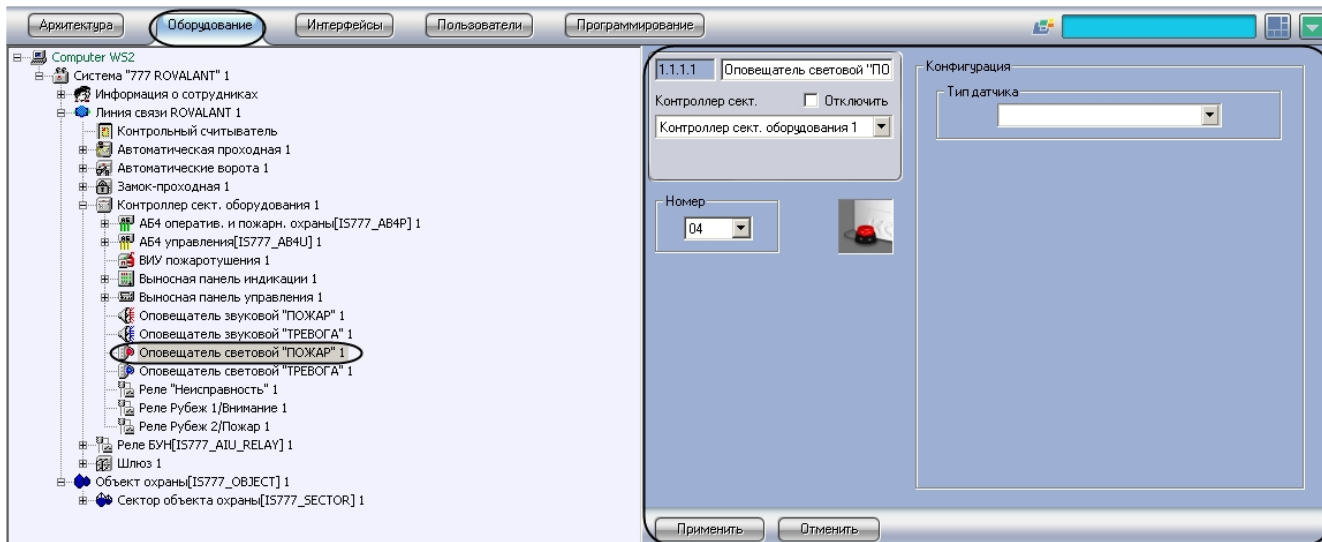 Архитектура Оборудование Интерфейсы Пользователи Программирование
Computer WS2
Система "777 ROVALANT" 1
Информация о сотрудниках
Линия связи ROVALANT 1
Контрольный считыватель
Автоматическая проходная 1
Автоматические ворота 1
Замок-проходная 1
Контроллер сект. оборудования 1
АБ4 оператив. и пожарн. охраны[IS777_AB4P] 1
АБ4 управления[IS777_AB4U] 1
ВИУ пожаротушения 1
Выносная панель индикации 1
Выносная панель управления 1
Оповещатель звуковой "ПОЖАР" 1
Оповещатель звуковой "ТРЕВОГА" 1
Оповещатель световой "ПОЖАР" 1
Оповещатель световой "ТРЕВОГА" 1
Реле "Неисправность" 1
Реле Рубеж 1/Внимание 1
Реле Рубеж 2/Пожар 1
Реле БУН[IS777_AIU_RELAY] 1
Шлюз 1
Объект охраны[IS777_OBJECT] 1
Сектор объекта охраны[IS777_SECTOR] 1
1.1.1.1 Оповещатель световой "ПО
Контроллер сект. Отключить
Контроллер сект. оборудования 1
Номер
04
Конфигурация
Тип датчика
Применить Отменить